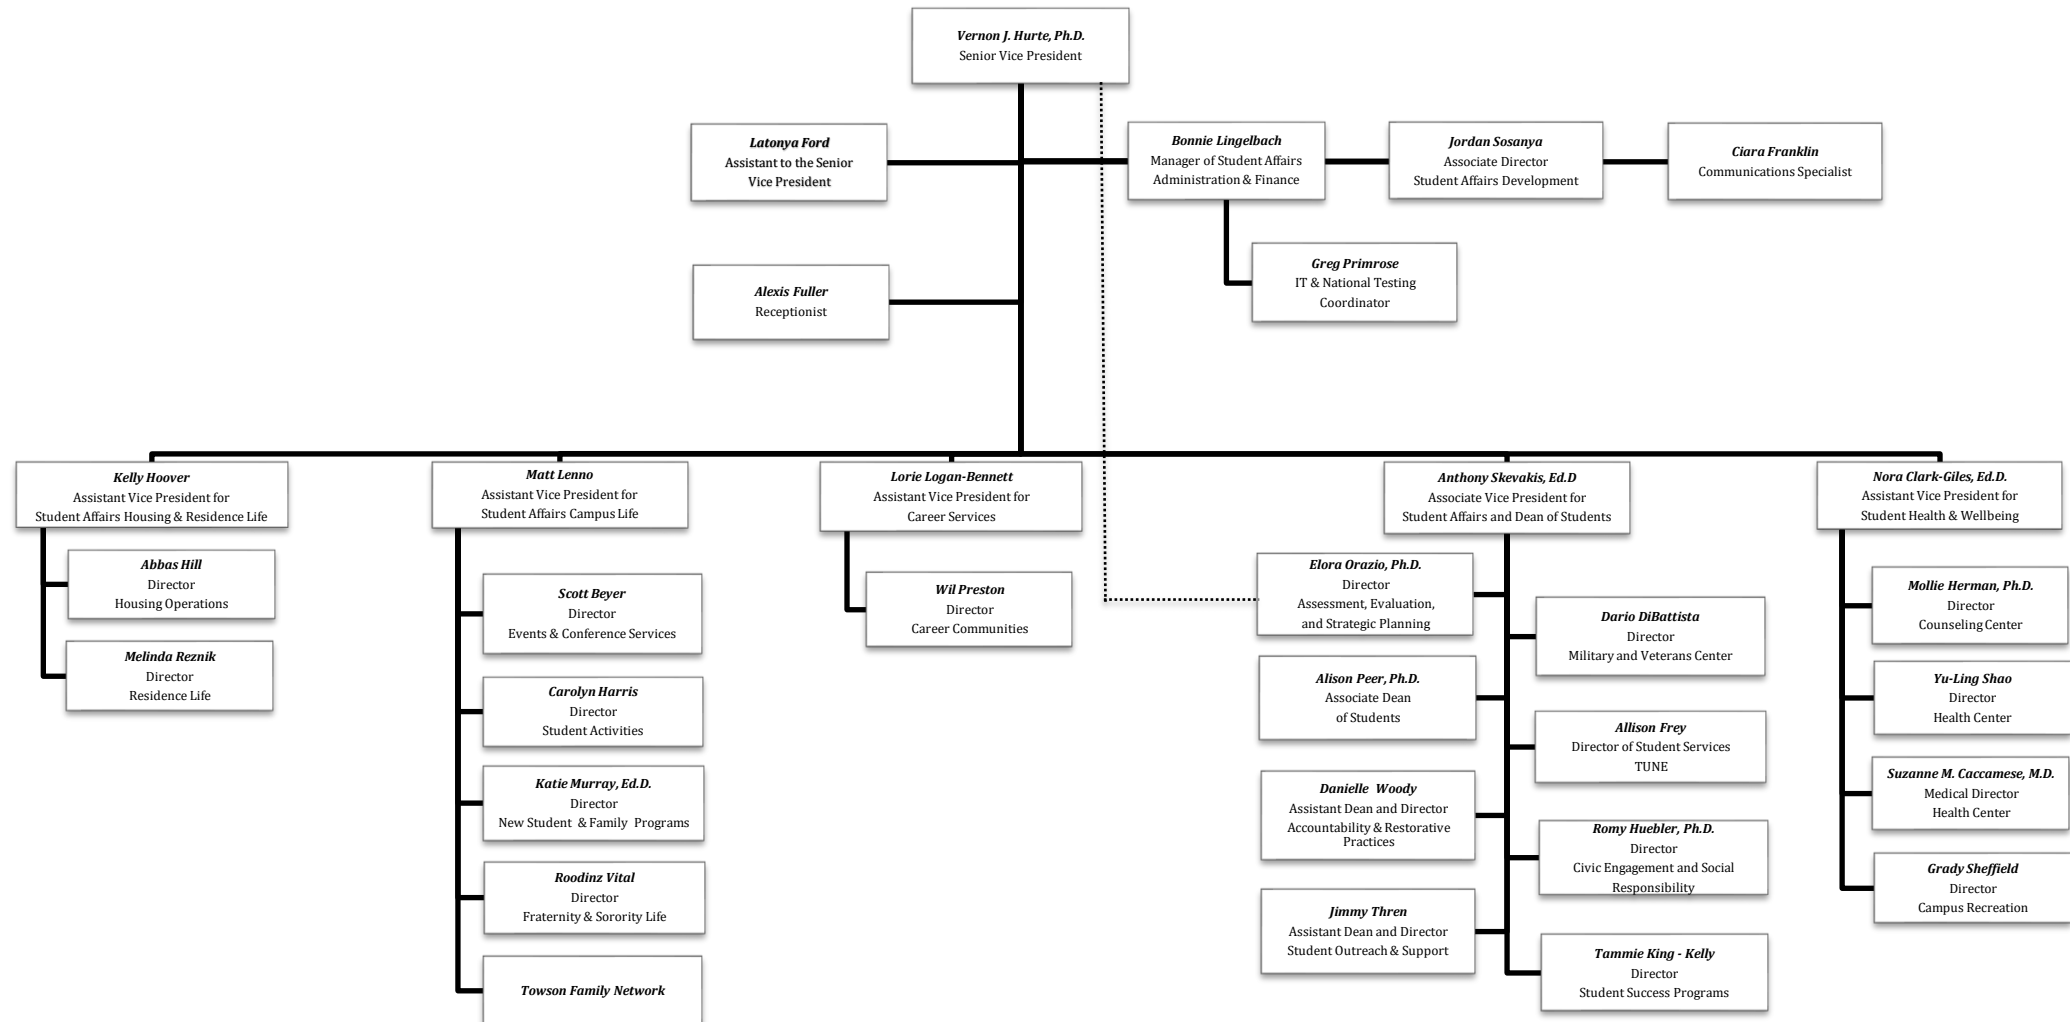 Vernon J. Hurte, Ph.D.
Senior Vice President
Latonya Ford
Assistant to the Senior
Vice President
Bonnie Lingelbach
Manager of Student Affairs
Administration & Finance
Jordan Sosanya
Associate Director
Student Affairs Development
Ciara Franklin
Communications Specialist
Greg Primrose
IT & National Testing
Coordinator
Alexis Fuller
Receptionist
Kelly Hoover
Assistant Vice President for
Student Affairs Housing & Residence Life
Abbas Hill
Director
Housing Operations
Melinda Reznik
Director
Residence Life
Matt Lenno
Assistant Vice President for
Student Affairs Campus Life
Scott Beyer
Director
Events & Conference Services
Carolyn Harris
Director
Student Activities
Katie Murray, Ed.D.
Director
New Student & Family Programs
Roodinz Vital
Director
Fraternity & Sorority Life
Towson Family Network
Lorie Logan-Bennett
Assistant Vice President for
Career Services
Wil Preston
Director
Career Communities
Anthony Skevakis, Ed.D
Associate Vice President for
Student Affairs and Dean of Students
Elora Orazio, Ph.D.
Director
Assessment, Evaluation,
and Strategic Planning
Alison Peer, Ph.D.
Associate Dean
of Students
Danielle Woody
Assistant Dean and Director
Accountability & Restorative
Practices
Jimmy Thren
Assistant Dean and Director
Student Outreach & Support
Dario DiBattista
Director
Military and Veterans Center
Allison Frey
Director of Student Services
TUNE
Romy Huebler, Ph.D.
Director
Civic Engagement and Social
Responsibility
Tammie King - Kelly
Director
Student Success Programs
Nora Clark-Giles, Ed.D.
Assistant Vice President for
Student Health & Wellbeing
Mollie Herman, Ph.D.
Director
Counseling Center
Yu-Ling Shao
Director
Health Center
Suzanne M. Caccamese, M.D.
Medical Director
Health Center
Grady Sheffield
Director
Campus Recreation